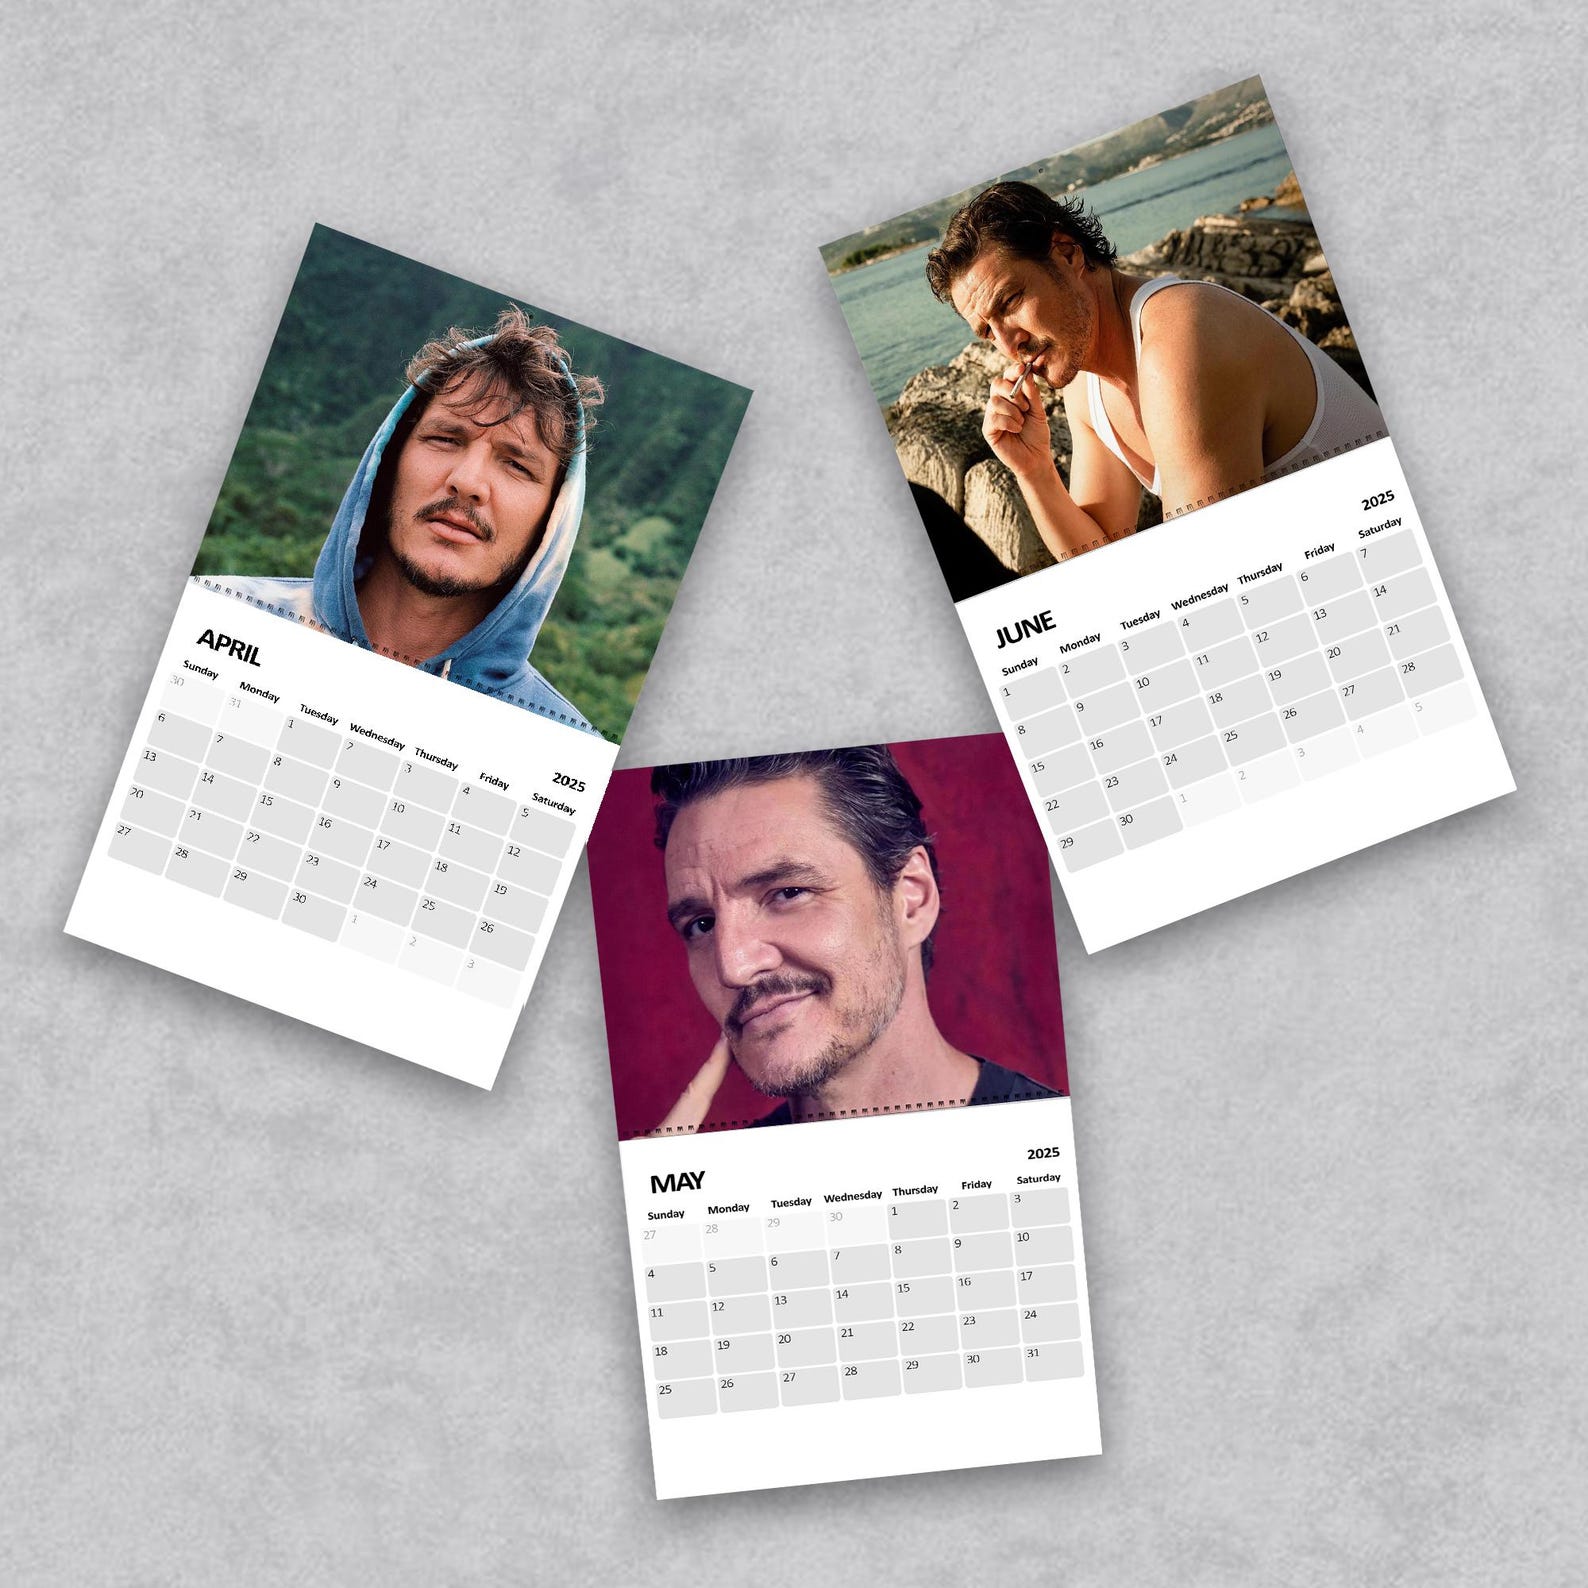 APRIL
2025
Sunday Monday Tuesday Wednesday Thursday Friday Saturday
30 31 1 2 3 4 5
6 7 8 9 10 11 12
13 14 15 16 17 18 19
20 21 22 23 24 25 26
27 28 29 30 1 2 3
JUNE
2025
Sunday Monday Tuesday Wednesday Thursday Friday Saturday
1 2 3 4 5 6 7
8 9 10 11 12 13 14
15 16 17 18 19 20 21
22 23 24 25 26 27 28
29 30 1 2 3 4 5
MAY
2025
Sunday Monday Tuesday Wednesday Thursday Friday Saturday
27 28 29 30 1 2 3
4 5 6 7 8 9 10
11 12 13 14 15 16 17
18 19 20 21 22 23 24
25 26 27 28 29 30 31